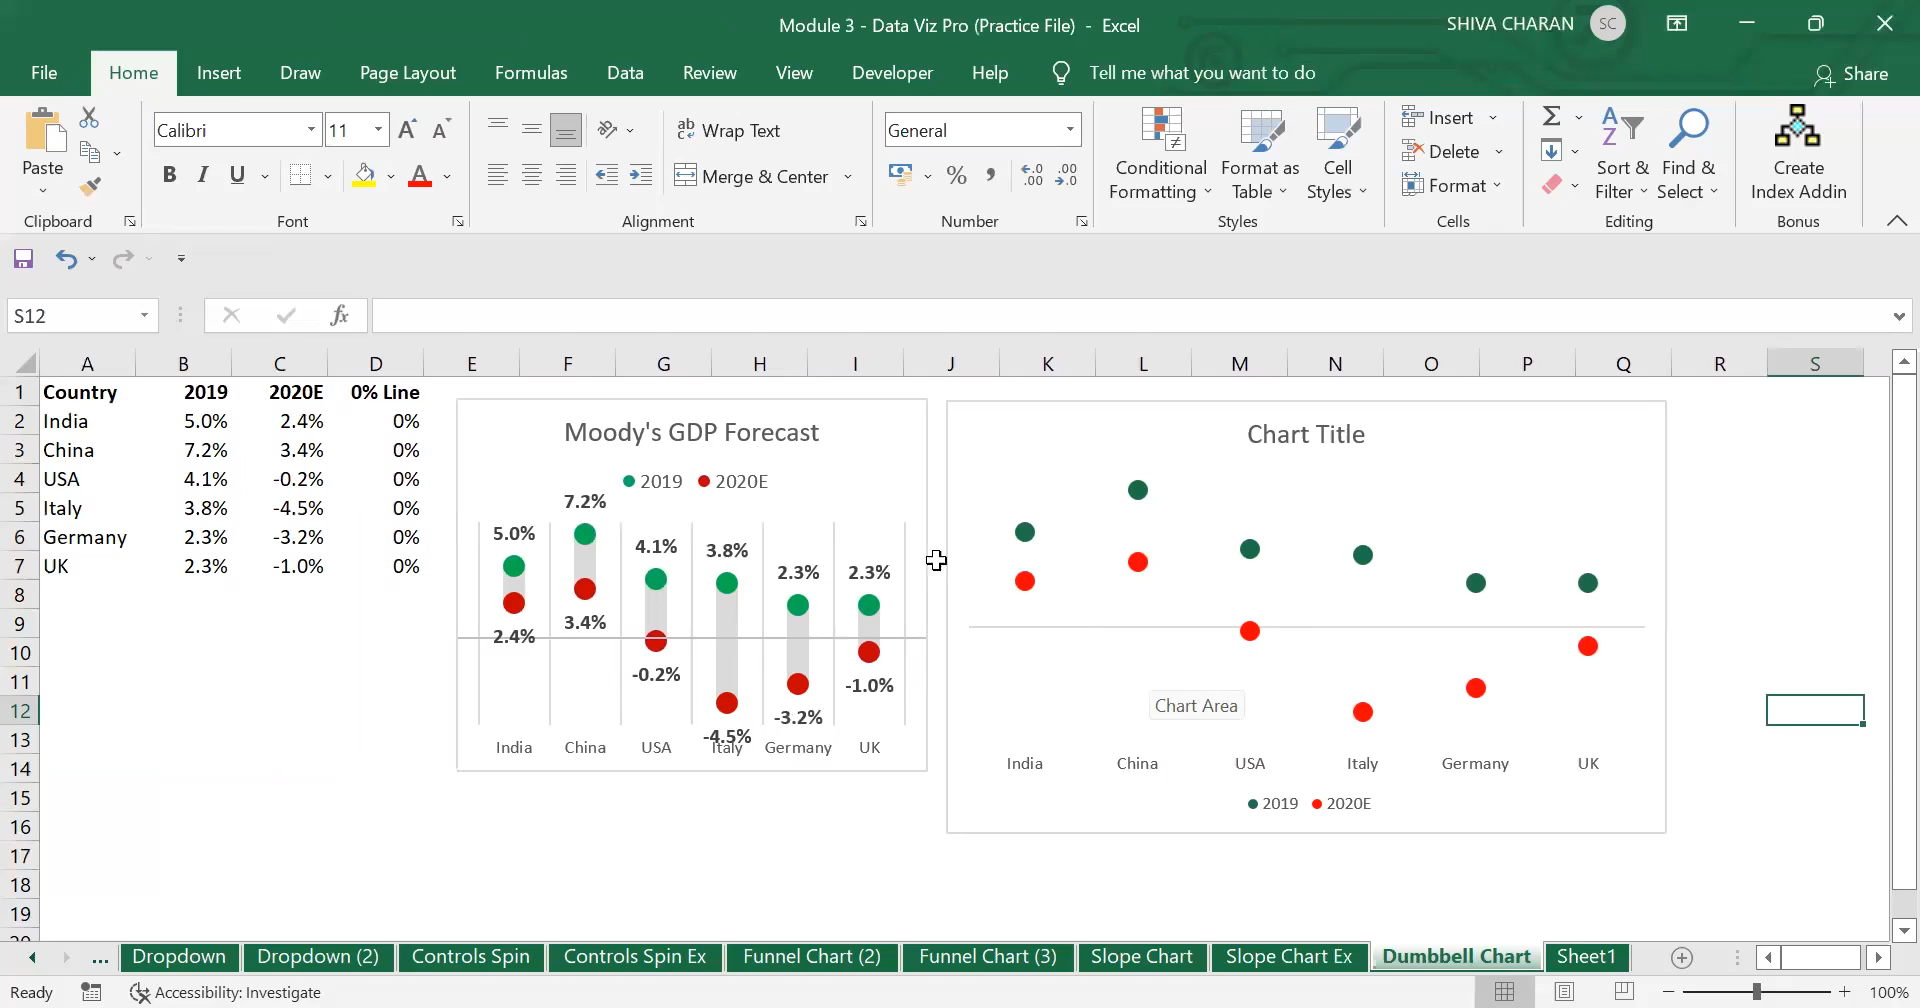 Module 3 - Data Viz Pro (Practice File) - Excel
SHIVA CHARAN SC
File Home Insert Draw Page Layout Formulas Data Review View Developer Help Tell me what you want to do Share
Calibri 11 Wrap Text General Insert
Paste Conditional Formatting Format as Table Cell Styles Delete Sort & Filter Find & Select Create Index Addin
B I U A Merge & Center % Format
Clipboard Font Alignment Number Styles Cells Editing Bonus
S12 fx
A B C D E F G H I J K L M N O P Q R S
1 Country 2019 2020E 0% Line
2 India 5.0% 2.4% 0%
3 China 7.2% 3.4% 0%
4 USA 4.1% -0.2% 0%
5 Italy 3.8% -4.5% 0%
6 Germany 2.3% -3.2% 0%
7 UK 2.3% -1.0% 0%
8
9
10
11
12
13
14
15
16
17
18
19
Moody's GDP Forecast
2019 2020E
5.0% 7.2% 4.1% 3.8% 2.3% 2.3%
2.4% 3.4% -0.2% -4.5% -3.2% -1.0%
India China USA Italy Germany UK
Chart Title
Chart Area
India China USA Italy Germany UK
2019 2020E
... Dropdown Dropdown (2) Controls Spin Controls Spin Ex Funnel Chart (2) Funnel Chart (3) Slope Chart Slope Chart Ex Dumbbell Chart Sheet1
Ready Accessibility: Investigate 100%